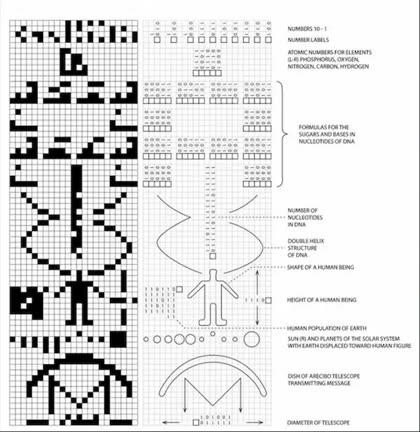 NUMBERS 10 - 1
NUMBER LABELS
ATOMIC NUMBERS FOR ELEMENTS
(L-R) PHOSPHORUS, OXYGEN,
NITROGEN, CARBON, HYDROGEN
FORMULAS FOR THE
SUGARS AND BASES IN
NUCLEOTIDES OF DNA
NUMBER OF
NUCLEOTIDES
IN DNA
DOUBLE HELIX
STRUCTURE
OF DNA
SHAPE OF A HUMAN BEING
HEIGHT OF A HUMAN BEING
HUMAN POPULATION OF EARTH
SUN (R) AND PLANETS OF THE SOLAR SYSTEM
WITH EARTH DISPLACED TOWARD HUMAN FIGURE
DISH OF ARECIBO TELESCOPE
TRANSMITTING MESSAGE
DIAMETER OF TELESCOPE